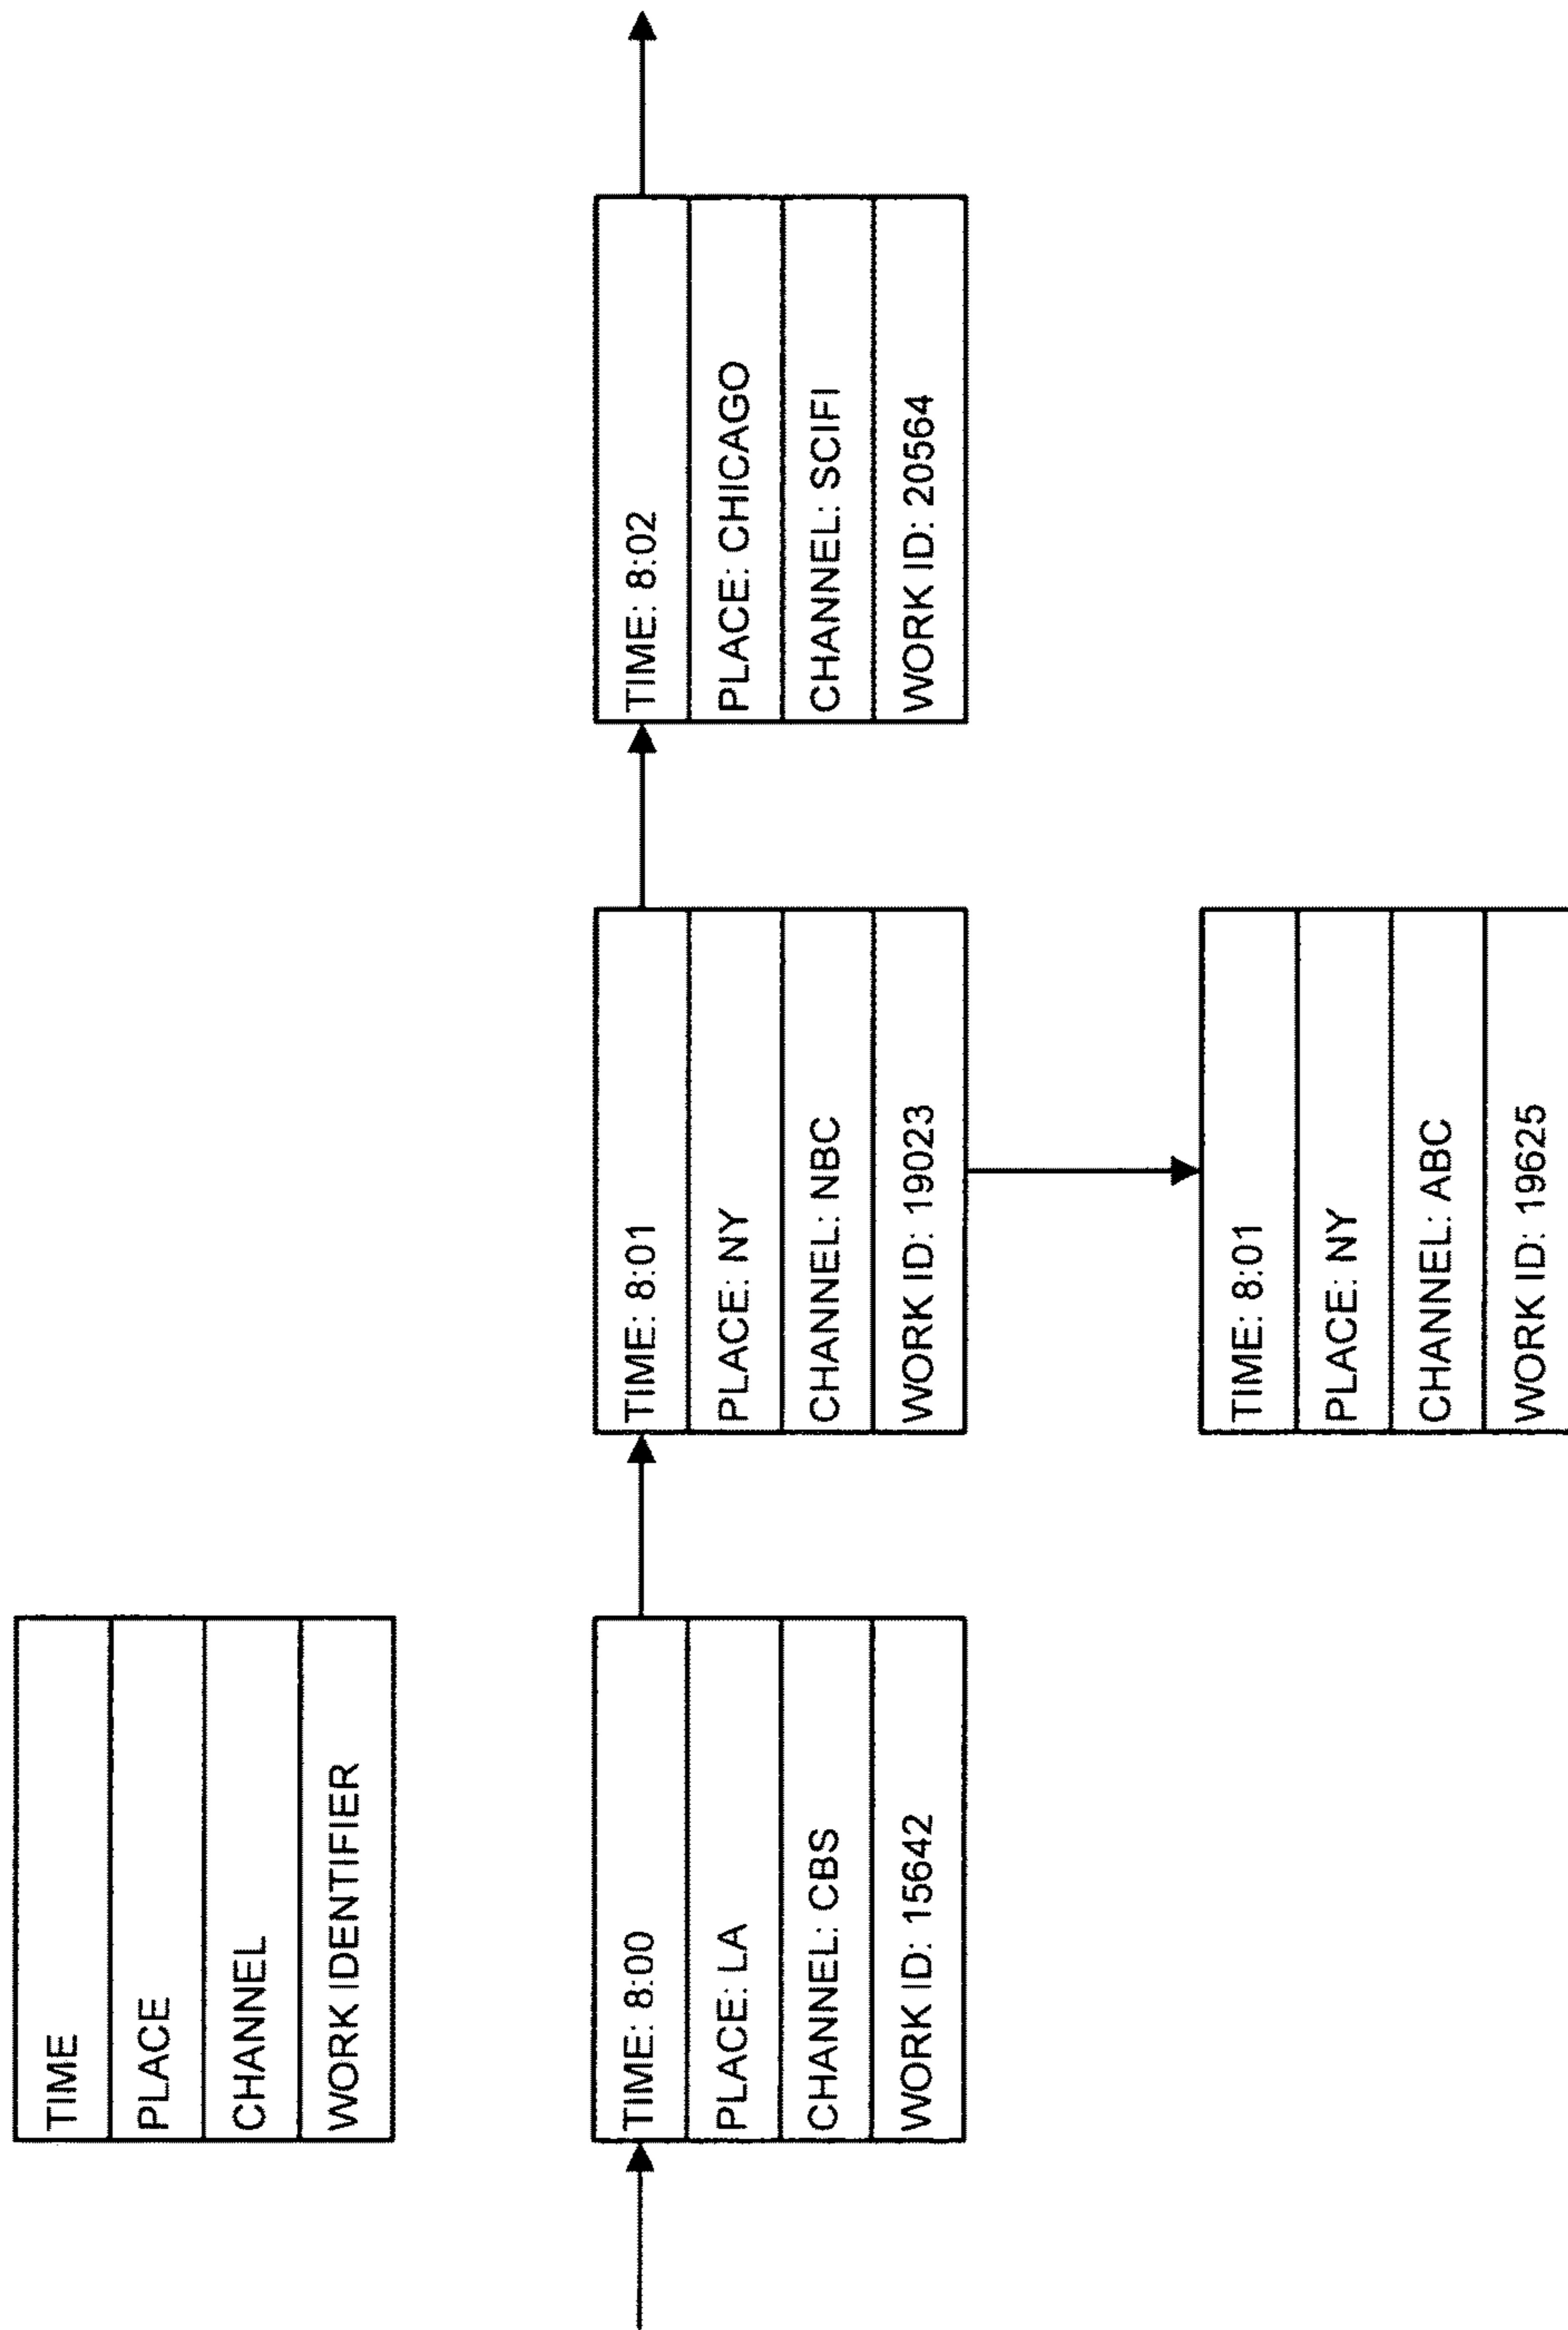 TIME
PLACE
CHANNEL
WORK IDENTIFIER
TIME: 8:00
PLACE: LA
CHANNEL: CBS
WORK ID: 15642
TIME: 8:01
PLACE: NY
CHANNEL: NBC
WORK ID: 19023
TIME: 8:02
PLACE: CHICAGO
CHANNEL: SCIFI
WORK ID: 20564
TIME: 8:01
PLACE: NY
CHANNEL: ABC
WORK ID: 19625